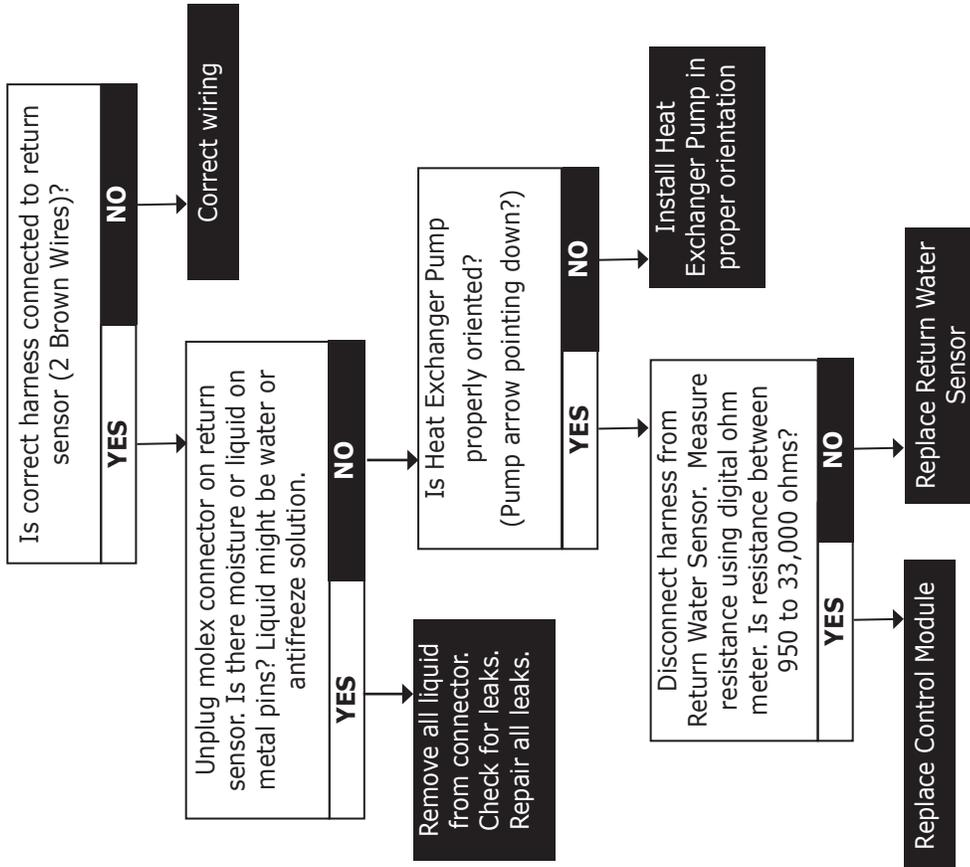 Is correct harness connected to return
sensor (2 Brown Wires)?
YES
NO
Correct wiring
Unplug molex connector on return
sensor. Is there moisture or liquid on
metal pins? Liquid might be water or
antifreeze solution.
YES
NO
Remove all liquid
from connector.
Check for leaks.
Repair all leaks.
Is Heat Exchanger Pump
properly oriented?
(Pump arrow pointing down?)
YES
NO
Install Heat
Exchanger Pump in
proper orientation
Disconnect harness from
Return Water Sensor. Measure
resistance using digital ohm
meter. Is resistance between
950 to 33,000 ohms?
YES
NO
Replace Control Module
Replace Return Water
Sensor